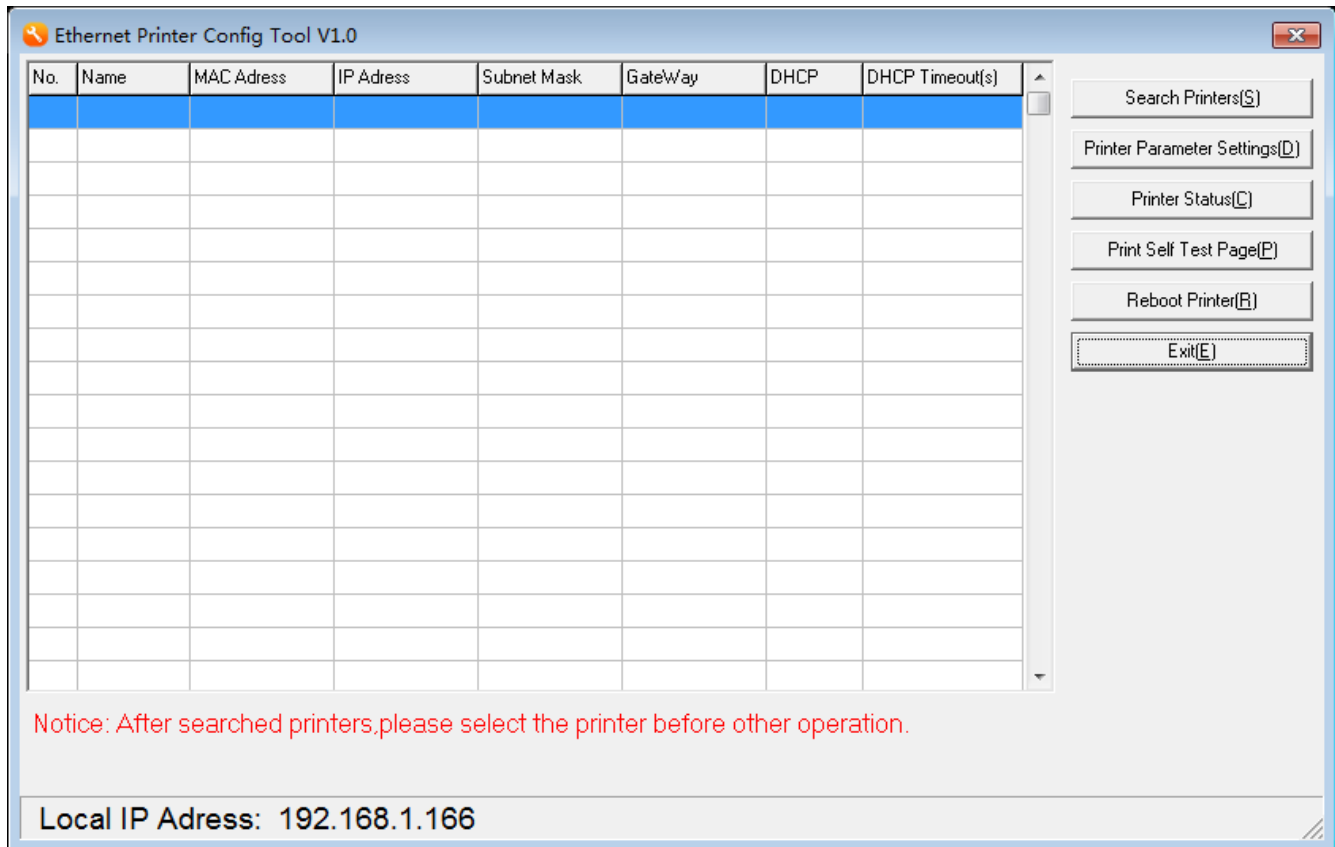 Ethernet Printer Config Tool V1.0
No. Name MAC Adress IP Adress Subnet Mask GateWay DHCP DHCP Timeout(s)
Search Printers(S)
Printer Parameter Settings(D)
Printer Status(C)
Print Self Test Page(P)
Reboot Printer(R)
Exit(E)
Notice: After searched printers,please select the printer before other operation.
Local IP Adress: 192.168.1.166